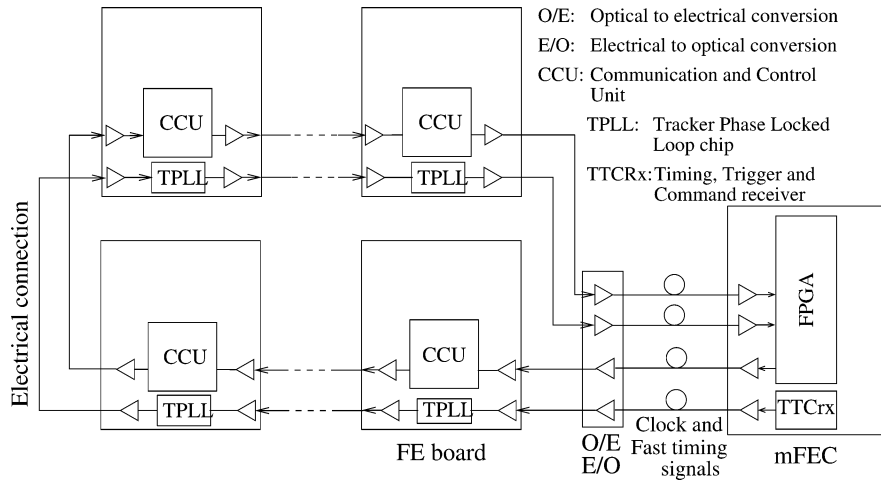 O/E: Optical to electrical conversion
E/O: Electrical to optical conversion
CCU: Communication and Control
Unit
TPLL: Tracker Phase Locked
Loop chip
TTCRx: Timing, Trigger and
Command receiver
CCU
TPLL
CCU
TPLL
Electrical connection
CCU
TPLL
CCU
TPLL
FE board
O/E
E/O
Clock and
Fast timing
signals
FPGA
TTCrx
mFEC